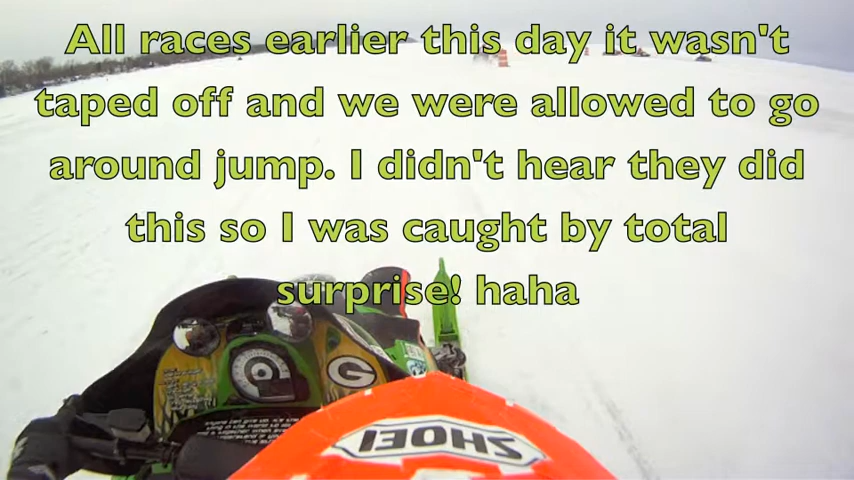 All races earlier this day it wasn't
taped off and we were allowed to go
around jump. I didn't hear they did
this so I was caught by total
surprise! haha
G
SHOEI